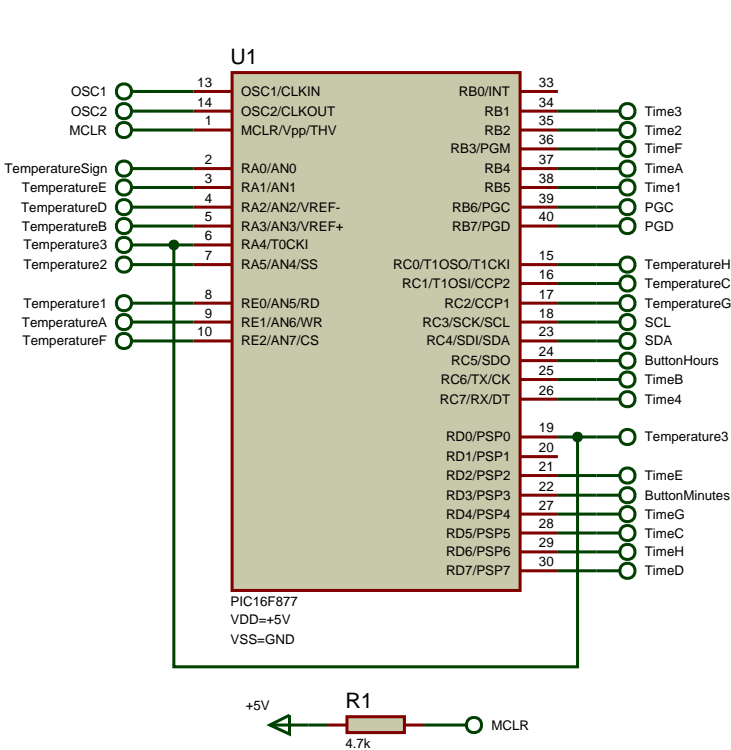 U1
OSC1 13 OSC1/CLKIN RB0/INT 33
OSC2 14 OSC2/CLKOUT RB1 34 Time3
MCLR 1 MCLR/Vpp/THV RB2 35 Time2
RB3/PGM 36 TimeF
TemperatureSign 2 RA0/AN0 RB4 37 TimeA
TemperatureE 3 RA1/AN1 RB5 38 Time1
TemperatureD 4 RA2/AN2/VREF- RB6/PGC 39 PGC
TemperatureB 5 RA3/AN3/VREF+ RB7/PGD 40 PGD
Temperature3 6 RA4/T0CKI
Temperature2 7 RA5/AN4/SS RC0/T1OSO/T1CKI 15 TemperatureH
RC1/T1OSI/CCP2 16 TemperatureC
Temperature1 8 RE0/AN5/RD RC2/CCP1 17 TemperatureG
TemperatureA 9 RE1/AN6/WR RC3/SCK/SCL 18 SCL
TemperatureF 10 RE2/AN7/CS RC4/SDI/SDA 23 SDA
RC5/SDO 24 ButtonHours
RC6/TX/CK 25 TimeB
RC7/RX/DT 26 Time4
RD0/PSP0 19 Temperature3
RD1/PSP1 20
RD2/PSP2 21 TimeE
RD3/PSP3 22 ButtonMinutes
RD4/PSP4 27 TimeG
RD5/PSP5 28 TimeC
RD6/PSP6 29 TimeH
RD7/PSP7 30 TimeD
PIC16F877
VDD=+5V
VSS=GND
+5V R1 MCLR
4.7k